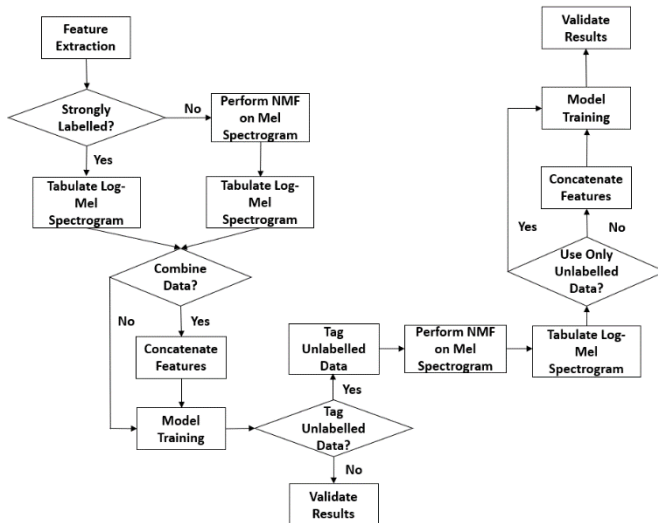 Feature
Extraction
Strongly
Labelled?
No
Perform NMF
on Mel
Spectrogram
Yes
Tabulate Log-
Mel
Spectrogram
Tabulate Log-
Mel
Spectrogram
Combine
Data?
No
Yes
Concatenate
Features
Model
Training
Tag
Unlabelled
Data?
No
Validate
Results
Yes
Tag
Unlabelled
Data
Perform NMF
on Mel
Spectrogram
Tabulate Log-
Mel
Spectrogram
Use Only
Unlabelled
Data?
Yes
No
Concatenate
Features
Model
Training
Validate
Results